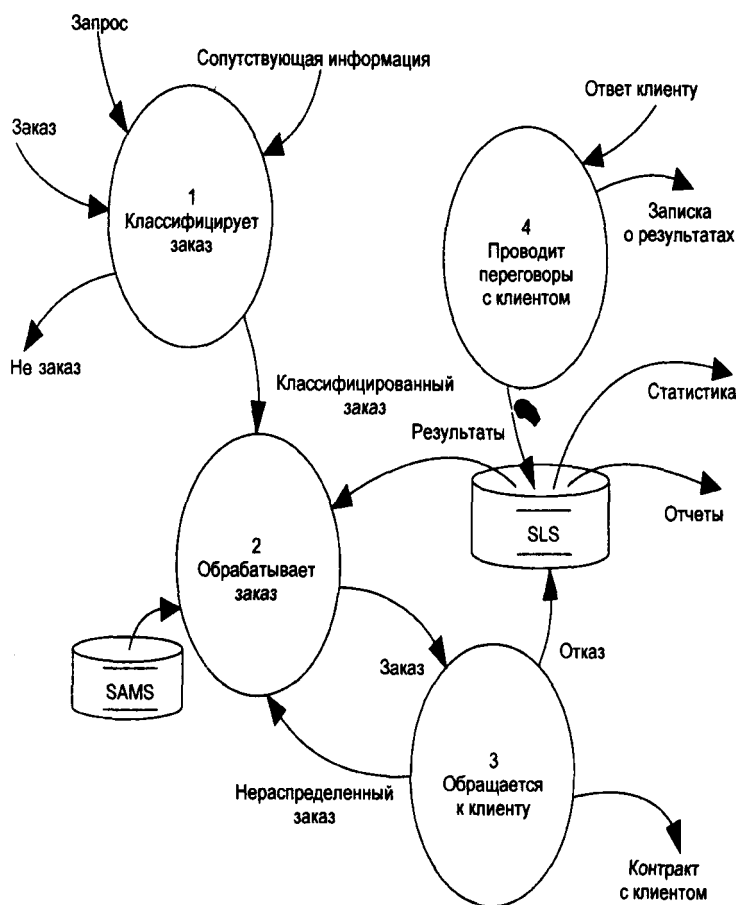 Запрос
Сопутствующая информация
Заказ
1
Классифицирует
заказ
Не заказ
Ответ клиенту
4
Проводит
переговоры
с клиентом
Записка
о результатах
Классифицированный
заказ
Результаты
Статистика
Отчеты
SLS
2
Обрабатывает
заказ
SAMS
Заказ
Отказ
Нераспределенный
заказ
3
Обращается
к клиенту
Контракт
с клиентом